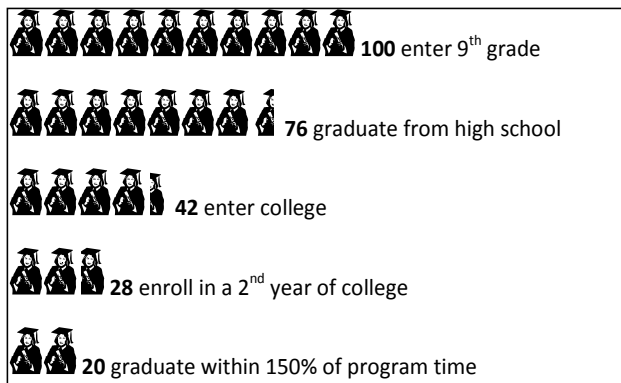 100 enter 9th grade
76 graduate from high school
42 enter college
28 enroll in a 2nd year of college
20 graduate within 150% of program time